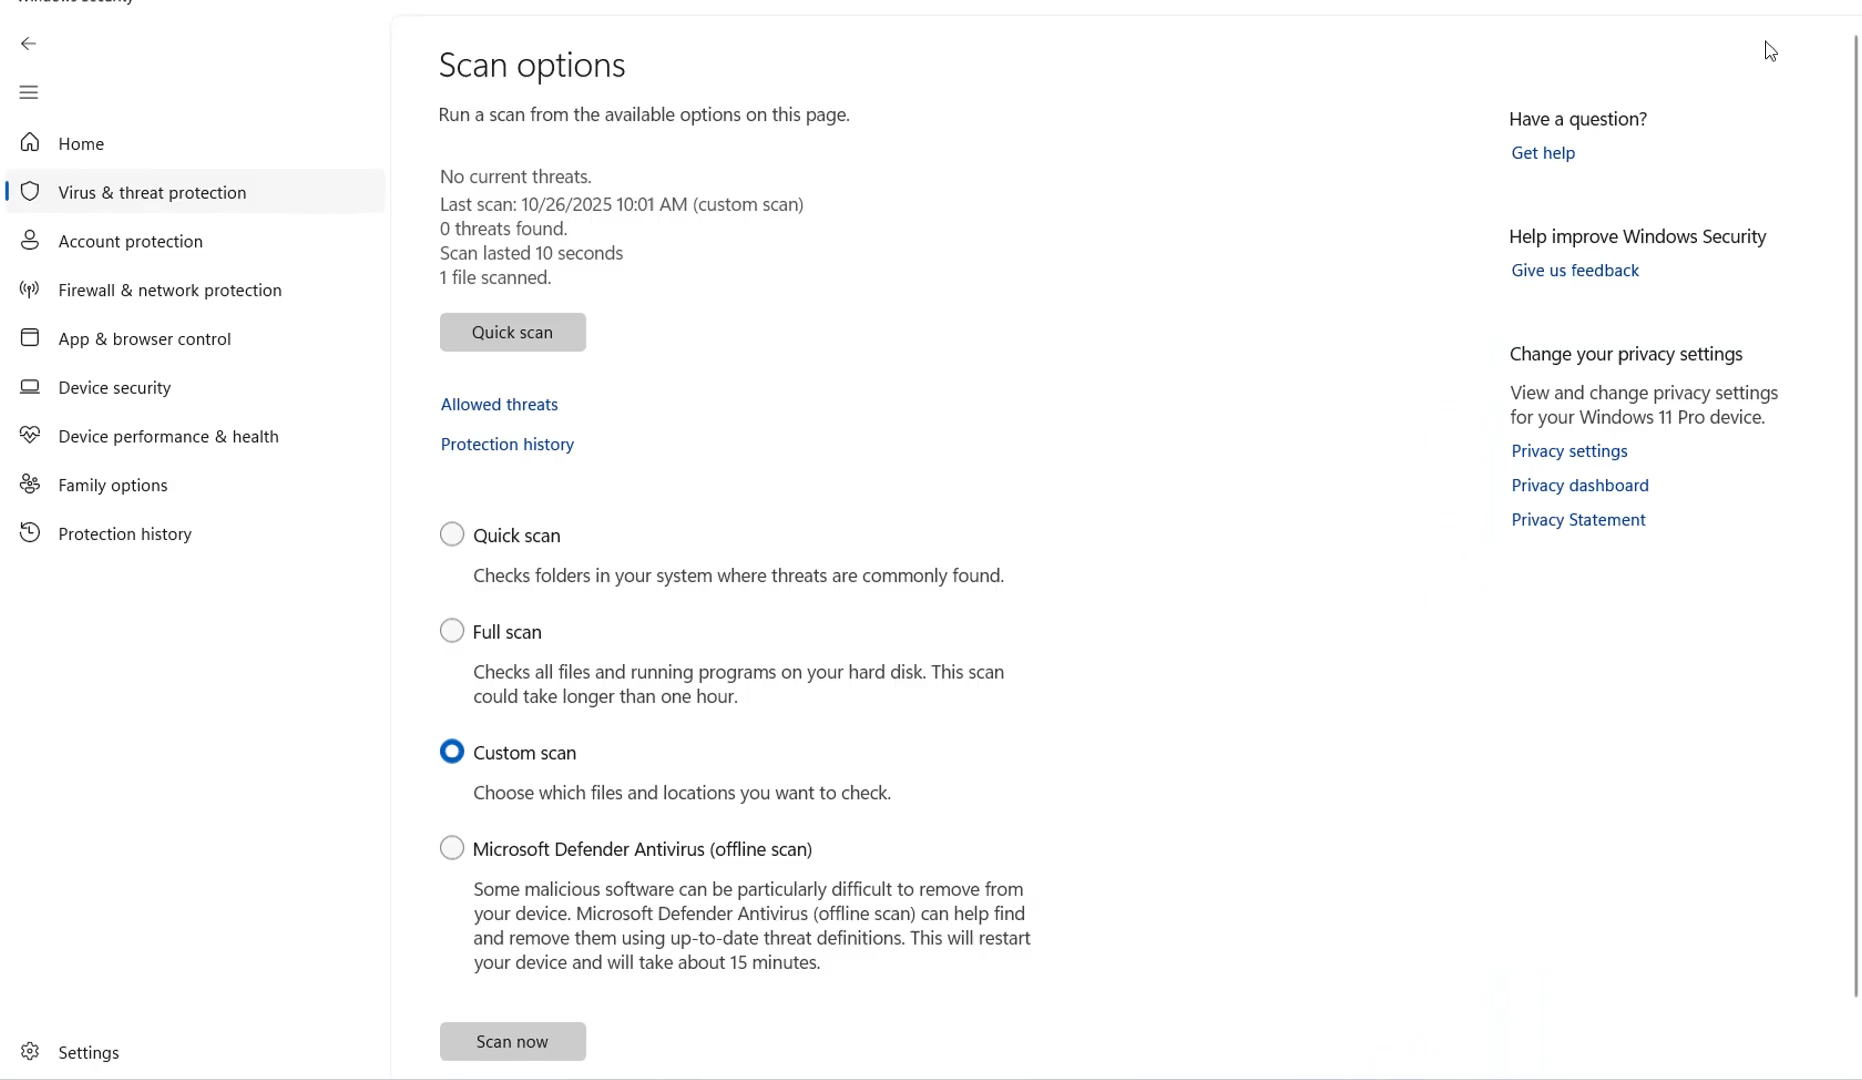 Windows Security
Home
Virus & threat protection
Account protection
Firewall & network protection
App & browser control
Device security
Device performance & health
Family options
Protection history
Settings
Scan options
Run a scan from the available options on this page.
No current threats.
Last scan: 10/26/2025 10:01 AM (custom scan)
0 threats found.
Scan lasted 10 seconds
1 file scanned.
Quick scan
Allowed threats
Protection history
Quick scan
Checks folders in your system where threats are commonly found.
Full scan
Checks all files and running programs on your hard disk. This scan
could take longer than one hour.
Custom scan
Choose which files and locations you want to check.
Microsoft Defender Antivirus (offline scan)
Some malicious software can be particularly difficult to remove from
your device. Microsoft Defender Antivirus (offline scan) can help find
and remove them using up-to-date threat definitions. This will restart
your device and will take about 15 minutes.
Scan now
Have a question?
Get help
Help improve Windows Security
Give us feedback
Change your privacy settings
View and change privacy settings
for your Windows 11 Pro device.
Privacy settings
Privacy dashboard
Privacy Statement